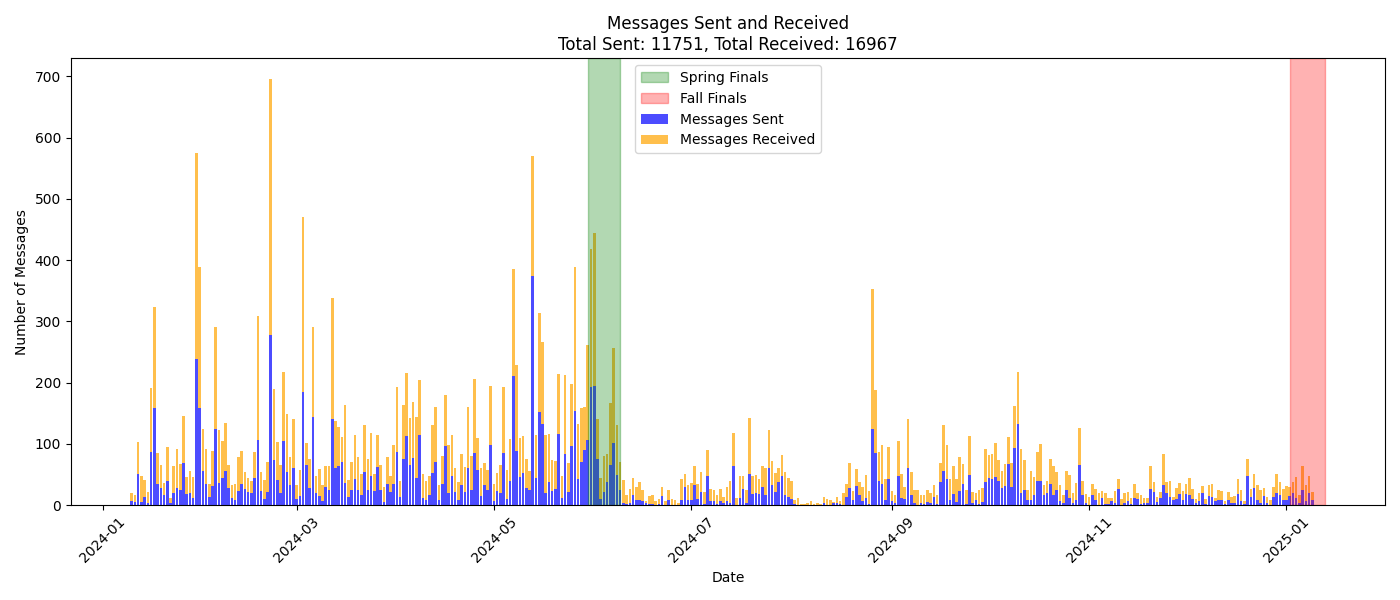 Messages Sent and Received
Total Sent: 11751, Total Received: 16967
Spring Finals
Fall Finals
Messages Sent
Messages Received
Number of Messages
700
600
500
400
300
200
100
0
2024-01
2024-03
2024-05
2024-07
2024-09
2024-11
2025-01
Date